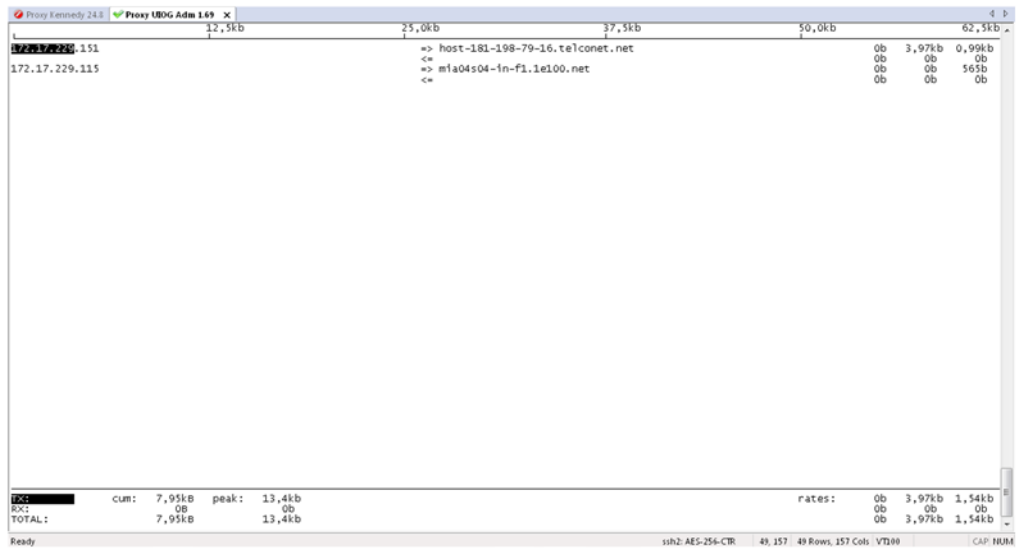 Proxy Kennedy 24.8 Proxy UIOG Adm 1.69 x
12,5kb 25,0kb 37,5kb 50,0kb 62,5kb
172.17.229.151 => host-181-198-79-16.telconet.net 0b 3,97kb 0,99kb
<= 0b 0b 0b
172.17.229.115 => mia04s04-in-f1.1e100.net 0b 0b 565b
<= 0b 0b 0b
TX: cum: 7,95kB peak: 13,4kb rates: 0b 3,97kb 1,54kb
RX: 0B 0b 0b 0b 0b
TOTAL: 7,95kB 13,4kb 0b 3,97kb 1,54kb
Ready ssh2: AES-256-CTR 49, 157 49 Rows, 157 Cols VT100 CAP NUM